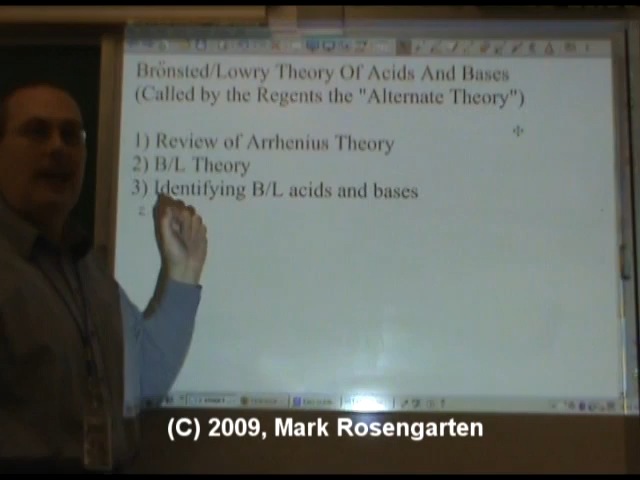 Brönsted/Lowry Theory Of Acids And Bases
(Called by the Regents the "Alternate Theory")
1) Review of Arrhenius Theory
2) B/L Theory
3) Identifying B/L acids and bases
(C) 2009, Mark Rosengarten